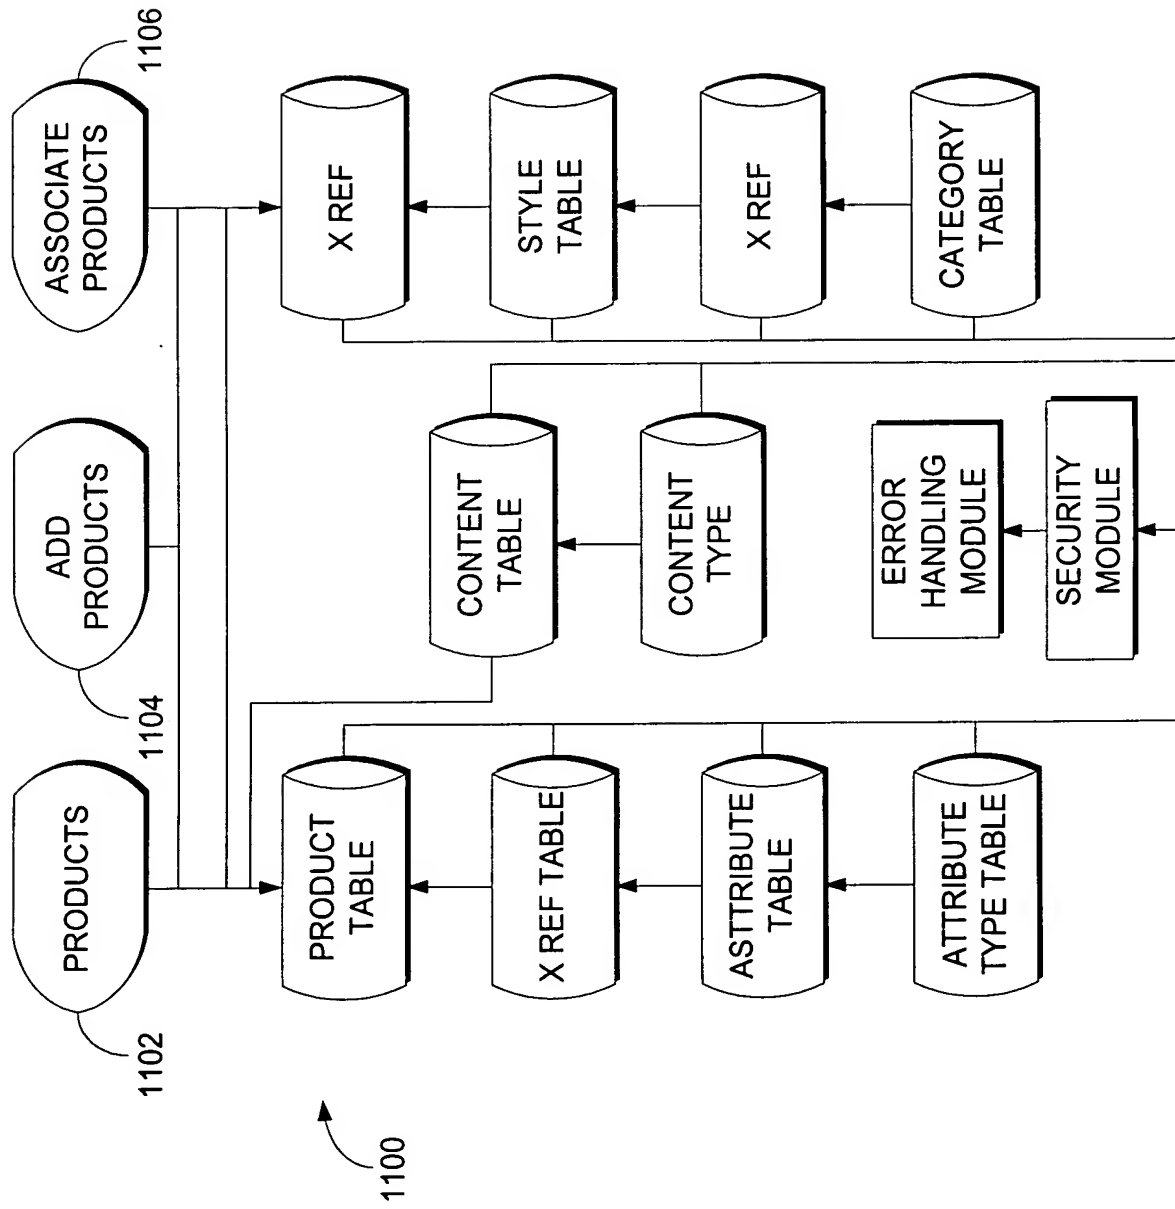 PRODUCTS
1102
ADD
PRODUCTS
1104
ASSOCIATE
PRODUCTS
1106
1100
PRODUCT
TABLE
X REF TABLE
ASTTRIBUTE
TABLE
ATTRIBUTE
TYPE TABLE
CONTENT
TABLE
CONTENT
TYPE
ERROR
HANDLING
MODULE
SECURITY
MODULE
X REF
STYLE
TABLE
X REF
CATEGORY
TABLE